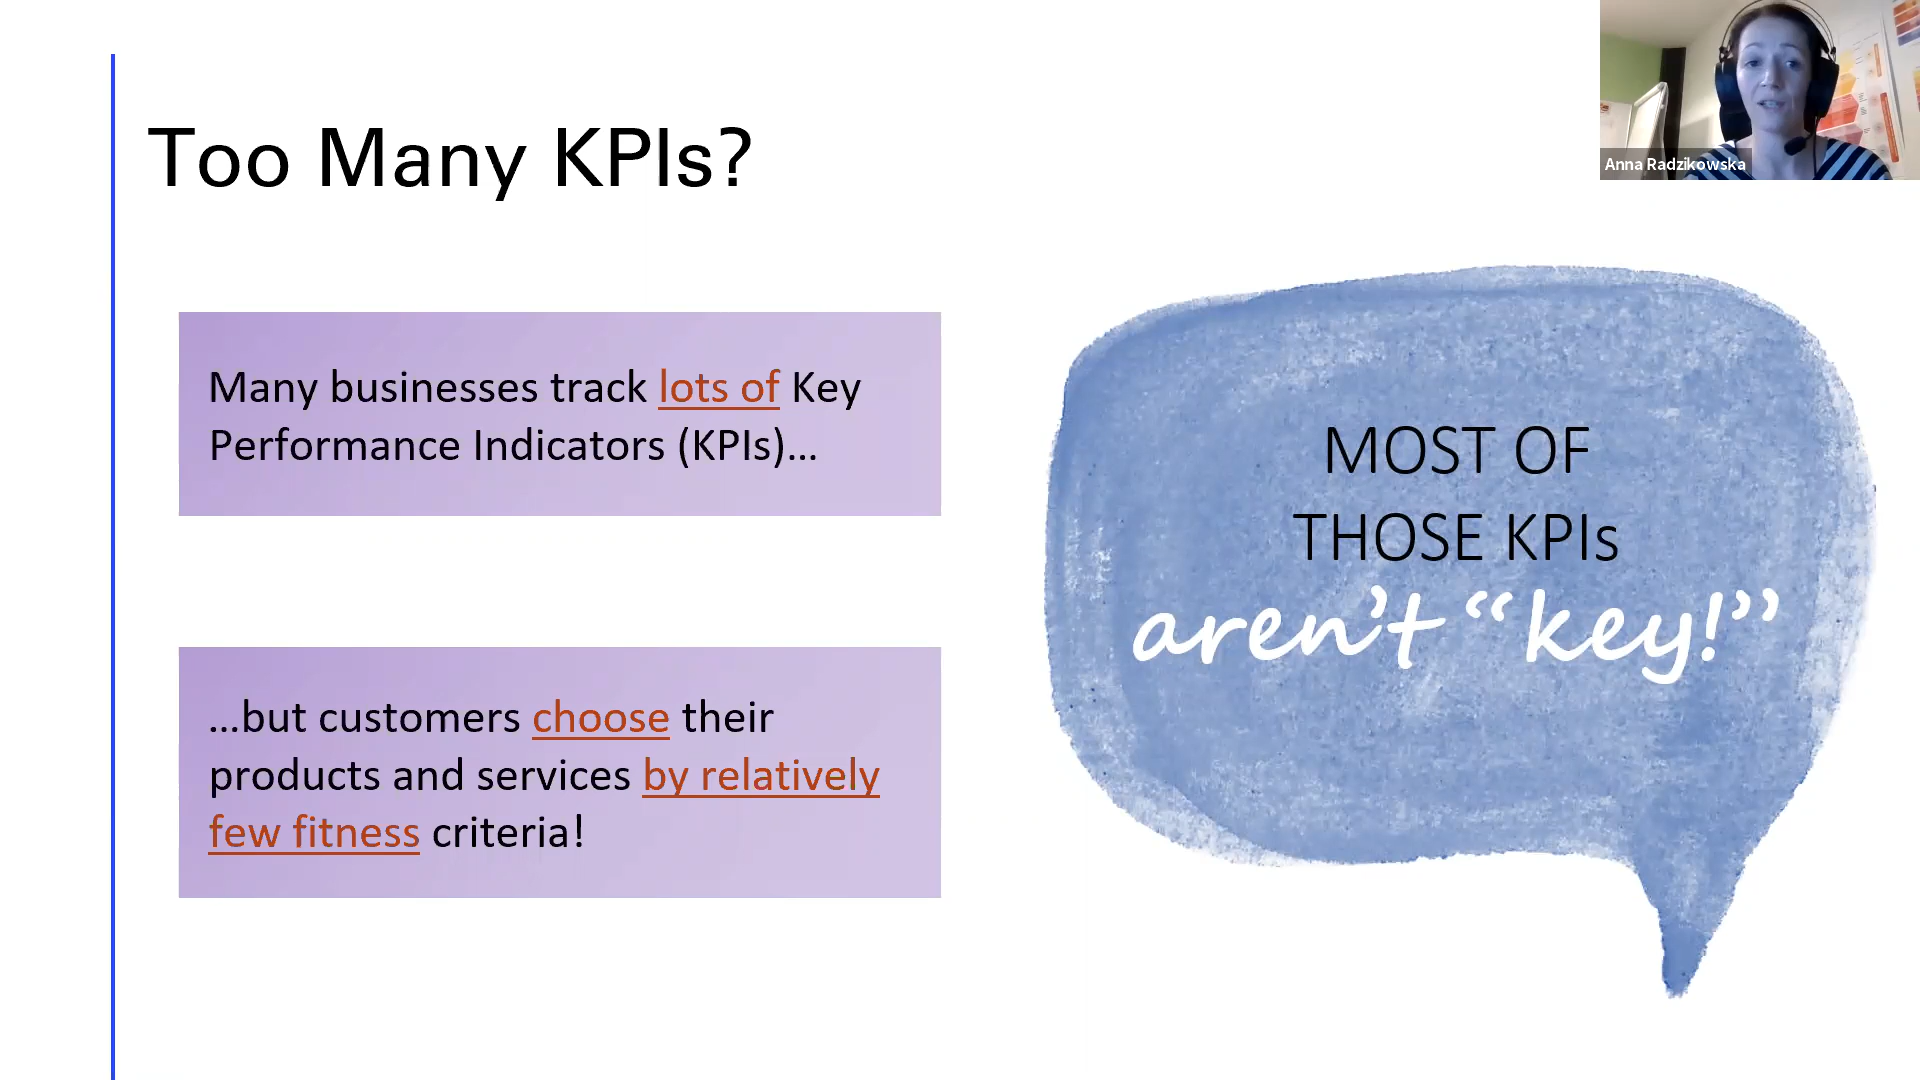 Too Many KPIs?
Anna Radzikowska
Many businesses track lots of Key
Performance Indicators (KPIs)...
...but customers choose their
products and services by relatively
few fitness criteria!
MOST OF
THOSE KPIs
aren’t “key!”